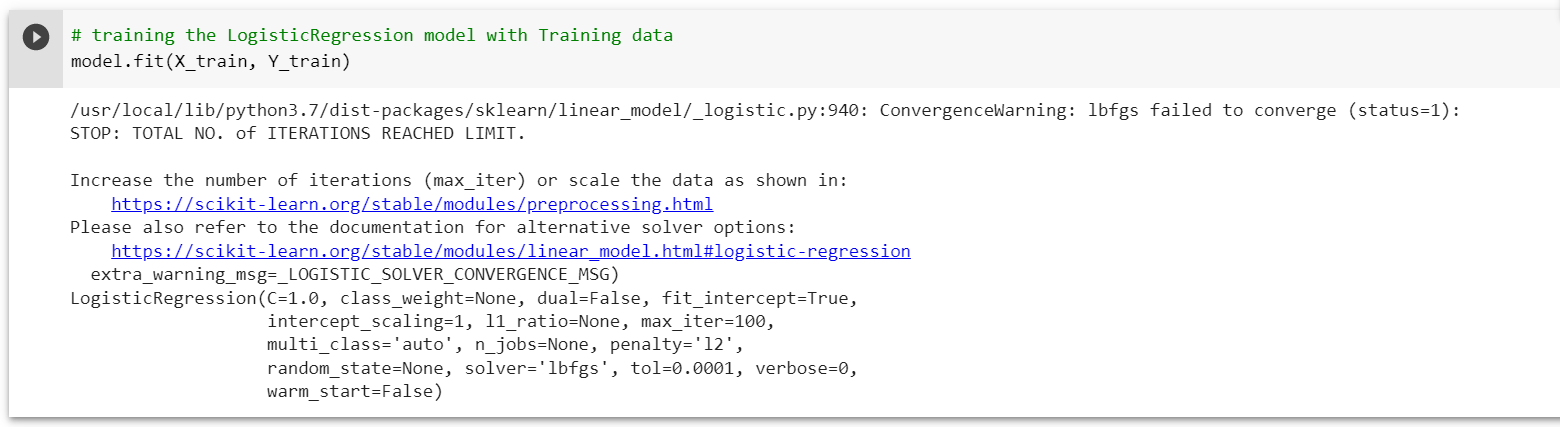 # training the LogisticRegression model with Training data
model.fit(X_train, Y_train)
/usr/local/lib/python3.7/dist-packages/sklearn/linear_model/_logistic.py:940: ConvergenceWarning: lbfgs failed to converge (status=1):
STOP: TOTAL NO. of ITERATIONS REACHED LIMIT.
Increase the number of iterations (max_iter) or scale the data as shown in:
https://scikit-learn.org/stable/modules/preprocessing.html
Please also refer to the documentation for alternative solver options:
https://scikit-learn.org/stable/modules/linear_model.html#logistic-regression
extra_warning_msg=_LOGISTIC_SOLVER_CONVERGENCE_MSG)
LogisticRegression(C=1.0, class_weight=None, dual=False, fit_intercept=True,
intercept_scaling=1, l1_ratio=None, max_iter=100,
multi_class='auto', n_jobs=None, penalty='l2',
random_state=None, solver='lbfgs', tol=0.0001, verbose=0,
warm_start=False)